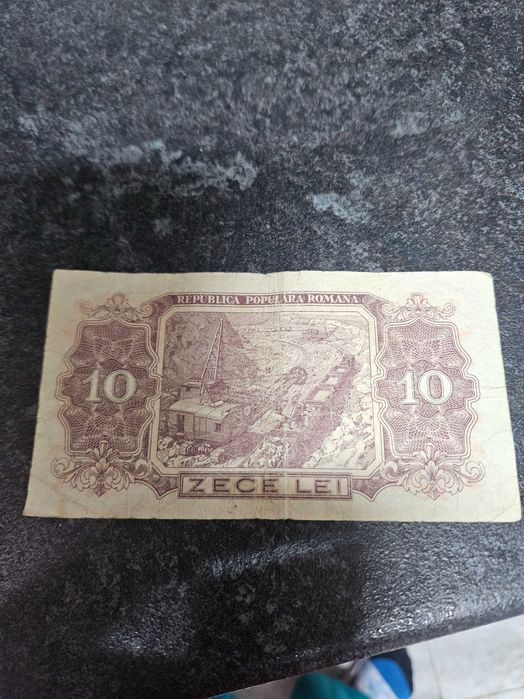 REPUBLICA POPULARA ROMANA
10 10
ZECE LEI